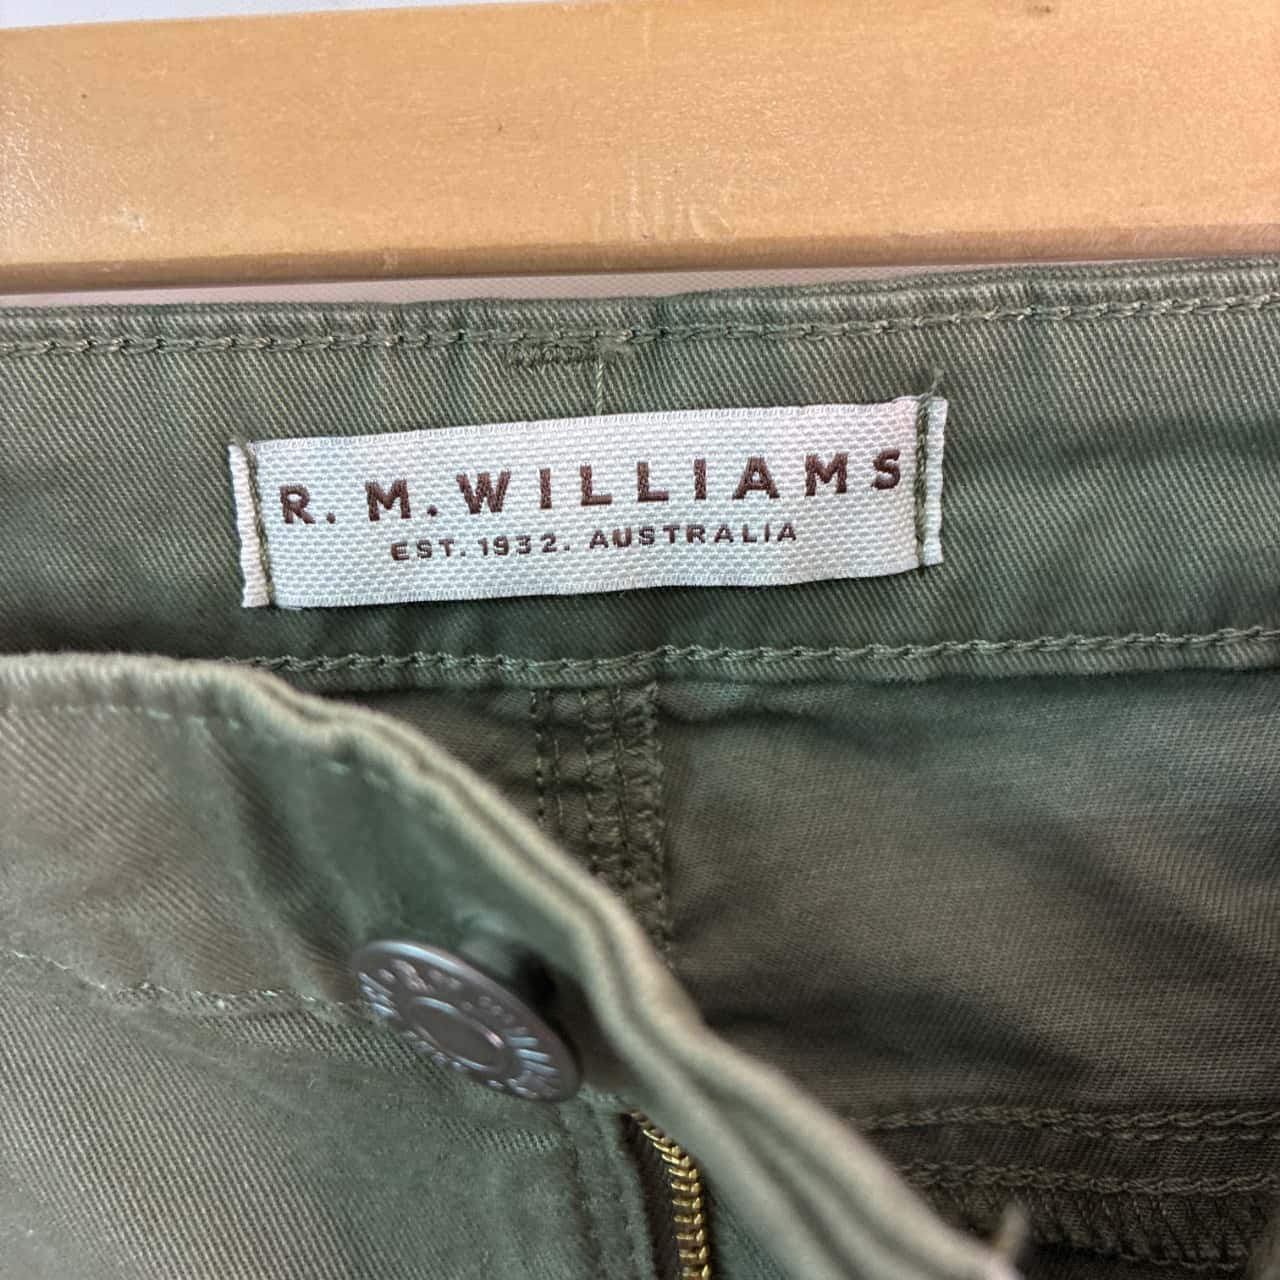 R. M. WILLIAMS
EST. 1932. AUSTRALIA